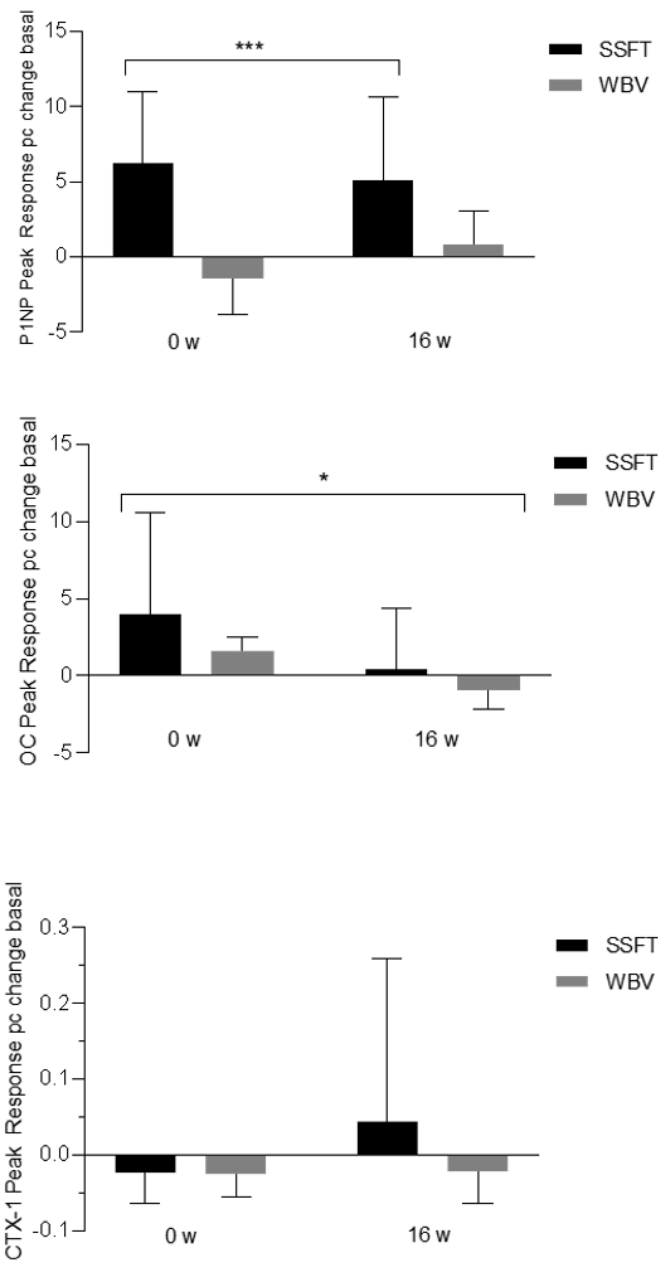 P1NP Peak Response pc change basal
15
10
5
0
-5
***
0 w
16 w
SSFT
WBV
OC Peak Response pc change basal
15
10
5
0
-5
*
0 w
16 w
SSFT
WBV
CTX-1 Peak Response pc change basal
0.3
0.2
0.1
0.0
-0.1
0 w
16 w
SSFT
WBV